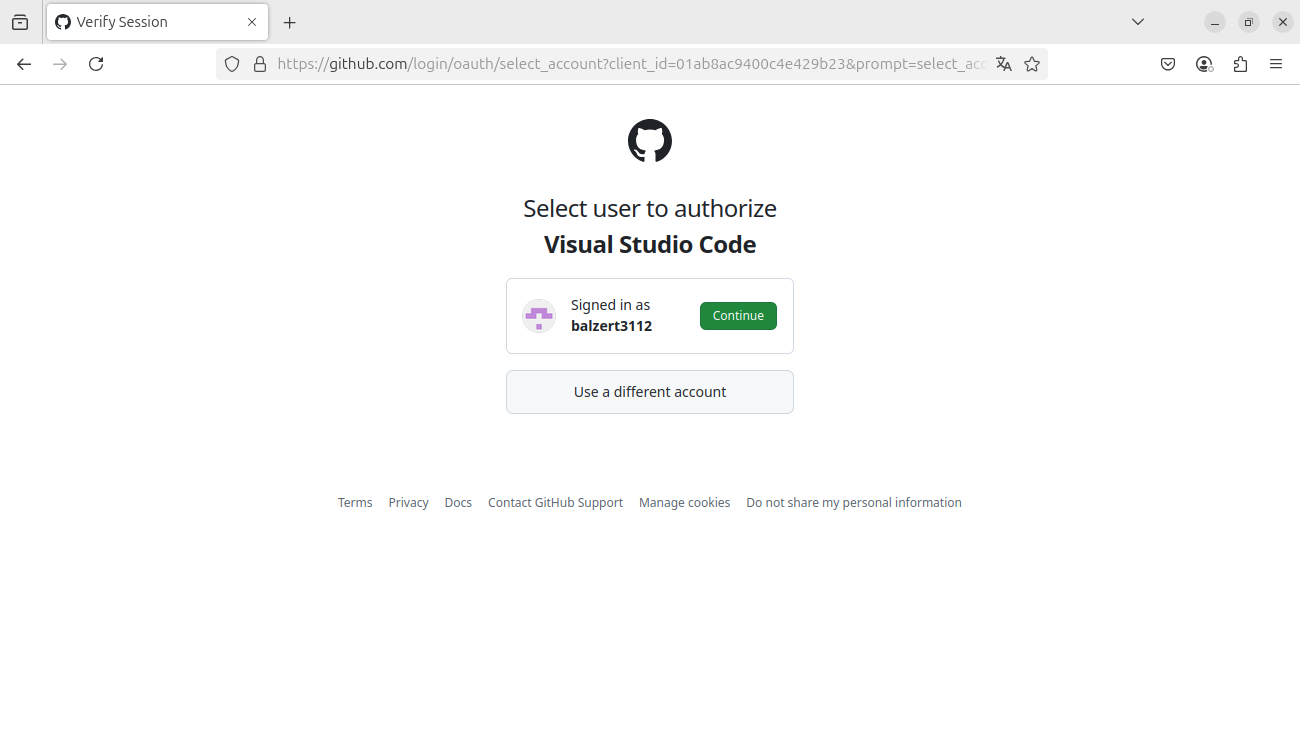 Verify Session
https://github.com/login/oauth/select_account?client_id=01ab8ac9400c4e429b23&prompt=select_acc
Select user to authorize
Visual Studio Code
Signed in as
balzert3112
Continue
Use a different account
Terms Privacy Docs Contact GitHub Support Manage cookies Do not share my personal information